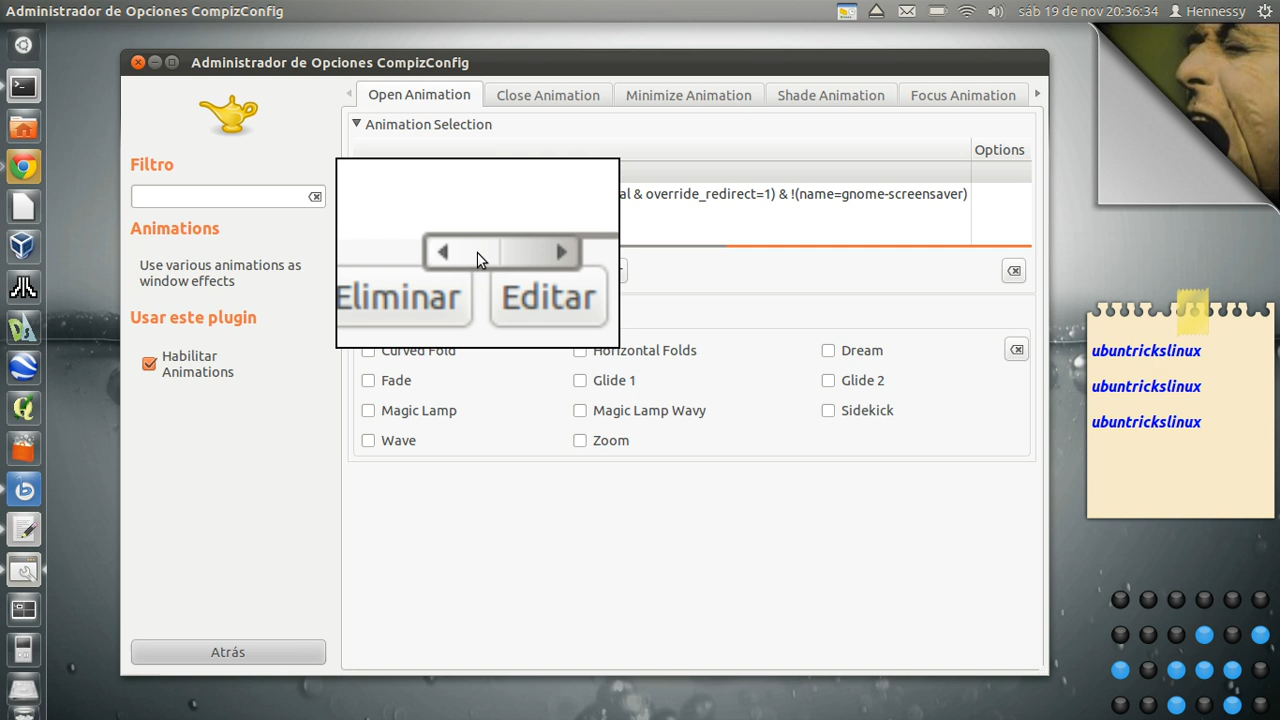 Administrador de Opciones CompizConfig
sáb 19 de nov 20:36:34
Hennessy
Administrador de Opciones CompizConfig
Filtro
Animations
Use various animations as
window effects
Usar este plugin
Habilitar
Animations
Atrás
Open Animation
Close Animation
Minimize Animation
Shade Animation
Focus Animation
Animation Selection
Options
al & override_redirect=1) & !(name=gnome-screensaver)
Eliminar
Editar
Curved Fold
Horizontal Folds
Dream
Fade
Glide 1
Glide 2
Magic Lamp
Magic Lamp Wavy
Sidekick
Wave
Zoom
ubuntrickslinux
ubuntrickslinux
ubuntrickslinux